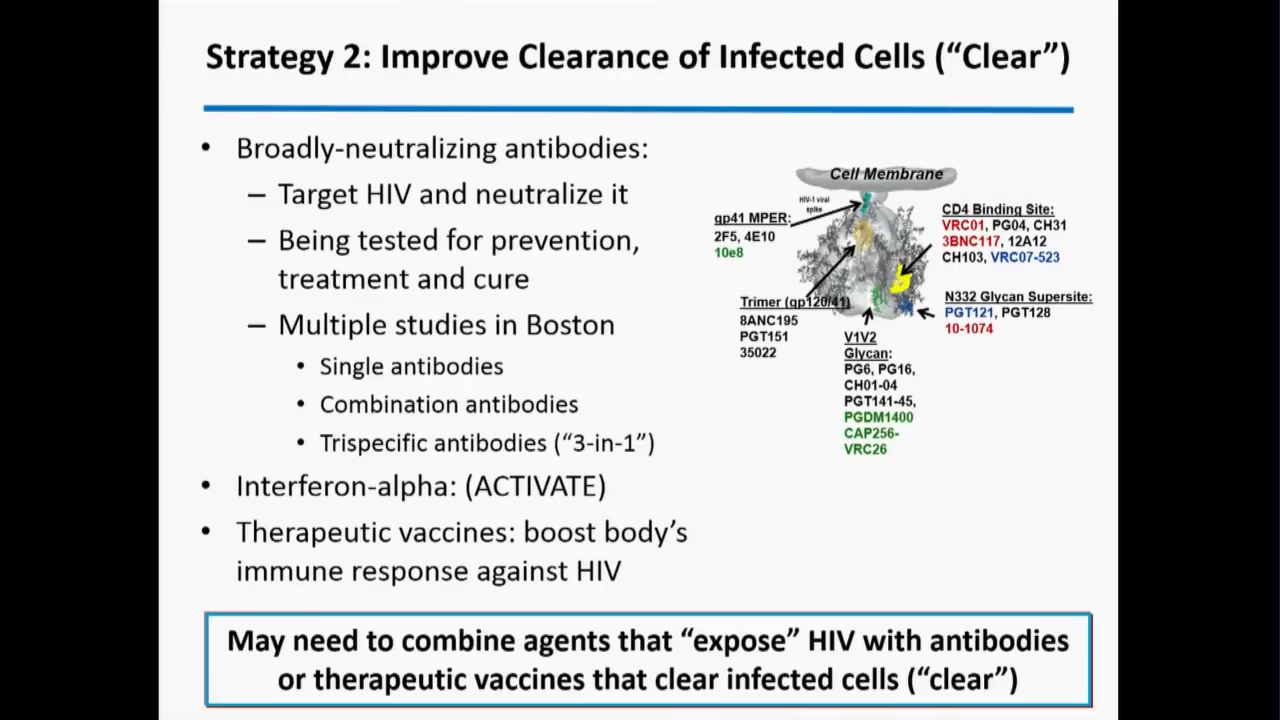 Strategy 2: Improve Clearance of Infected Cells (“Clear”)
• Broadly-neutralizing antibodies:
– Target HIV and neutralize it
– Being tested for prevention,
treatment and cure
– Multiple studies in Boston
• Single antibodies
• Combination antibodies
• Trispecific antibodies (“3-in-1”)
• Interferon-alpha: (ACTIVATE)
• Therapeutic vaccines: boost body’s
immune response against HIV
Cell Membrane
HIV-1 viral
spike
gp41 MPER:
2F5, 4E10
10e8
CD4 Binding Site:
VRC01, PG04, CH31
3BNC117, 12A12
CH103, VRC07-523
Trimer (gp120/41)
8ANC195
PGT151
35022
N332 Glycan Supersite:
PGT121, PGT128
10-1074
V1V2
Glycan:
PG6, PG16,
CH01-04
PGT141-45,
PGDM1400
CAP256-
VRC26
May need to combine agents that “expose” HIV with antibodies
or therapeutic vaccines that clear infected cells (“clear”)